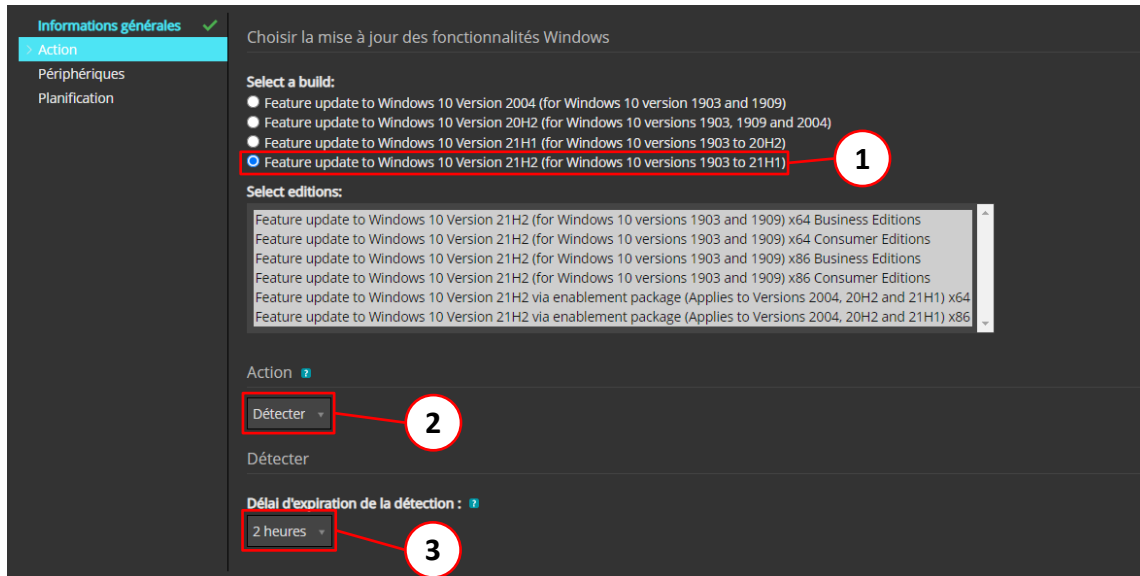 Informations générales
Action
Périphériques
Planification
Choisir la mise à jour des fonctionnalités Windows
Select a build:
Feature update to Windows 10 Version 2004 (for Windows 10 version 1903 and 1909)
Feature update to Windows 10 Version 20H2 (for Windows 10 versions 1903, 1909 and 2004)
Feature update to Windows 10 Version 21H1 (for Windows 10 versions 1903 to 20H2)
Feature update to Windows 10 Version 21H2 (for Windows 10 versions 1903 to 21H1)
1
Select editions:
Feature update to Windows 10 Version 21H2 (for Windows 10 versions 1903 and 1909) x64 Business Editions
Feature update to Windows 10 Version 21H2 (for Windows 10 versions 1903 and 1909) x64 Consumer Editions
Feature update to Windows 10 Version 21H2 (for Windows 10 versions 1903 and 1909) x86 Business Editions
Feature update to Windows 10 Version 21H2 (for Windows 10 versions 1903 and 1909) x86 Consumer Editions
Feature update to Windows 10 Version 21H2 via enablement package (Applies to Versions 2004, 20H2 and 21H1) x64
Feature update to Windows 10 Version 21H2 via enablement package (Applies to Versions 2004, 20H2 and 21H1) x86
Action ?
Détecter
2
Détecter
Délai d'expiration de la détection : ?
2 heures
3